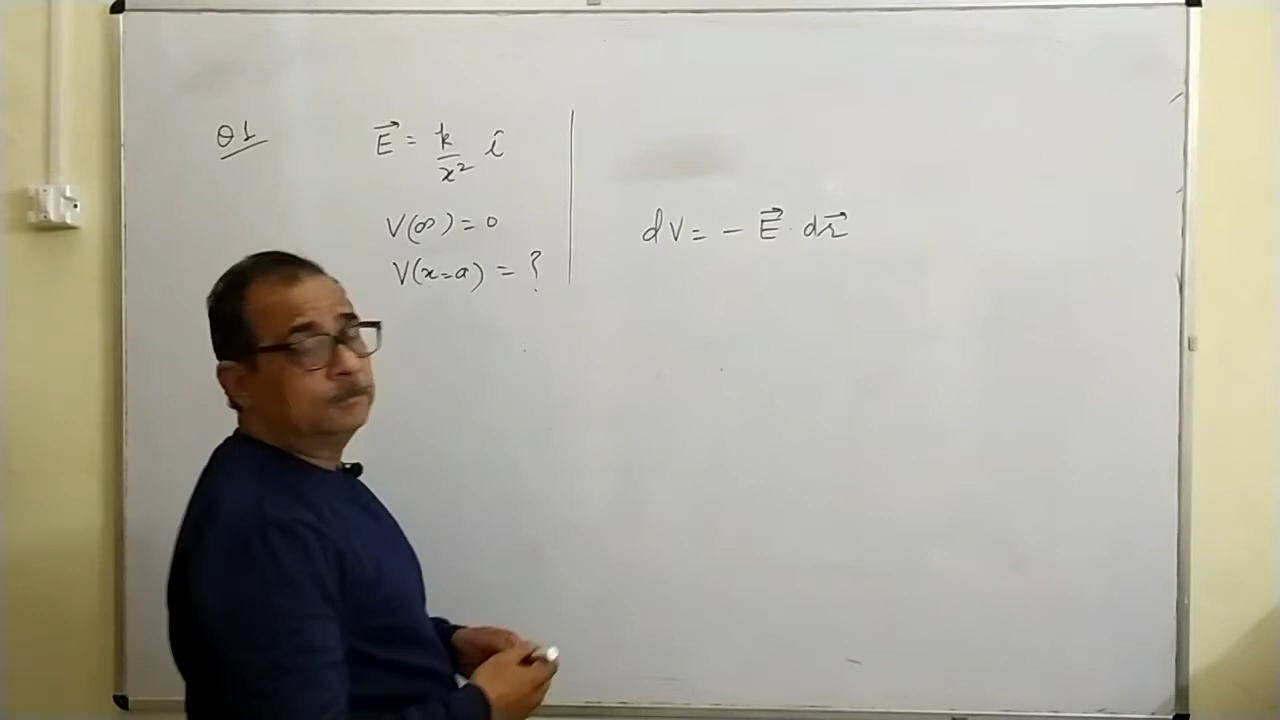 Q1
E⃗ = k/x² î
V(∞) = 0
V(x=a) = ?
dV = - E⃗ . dr⃗